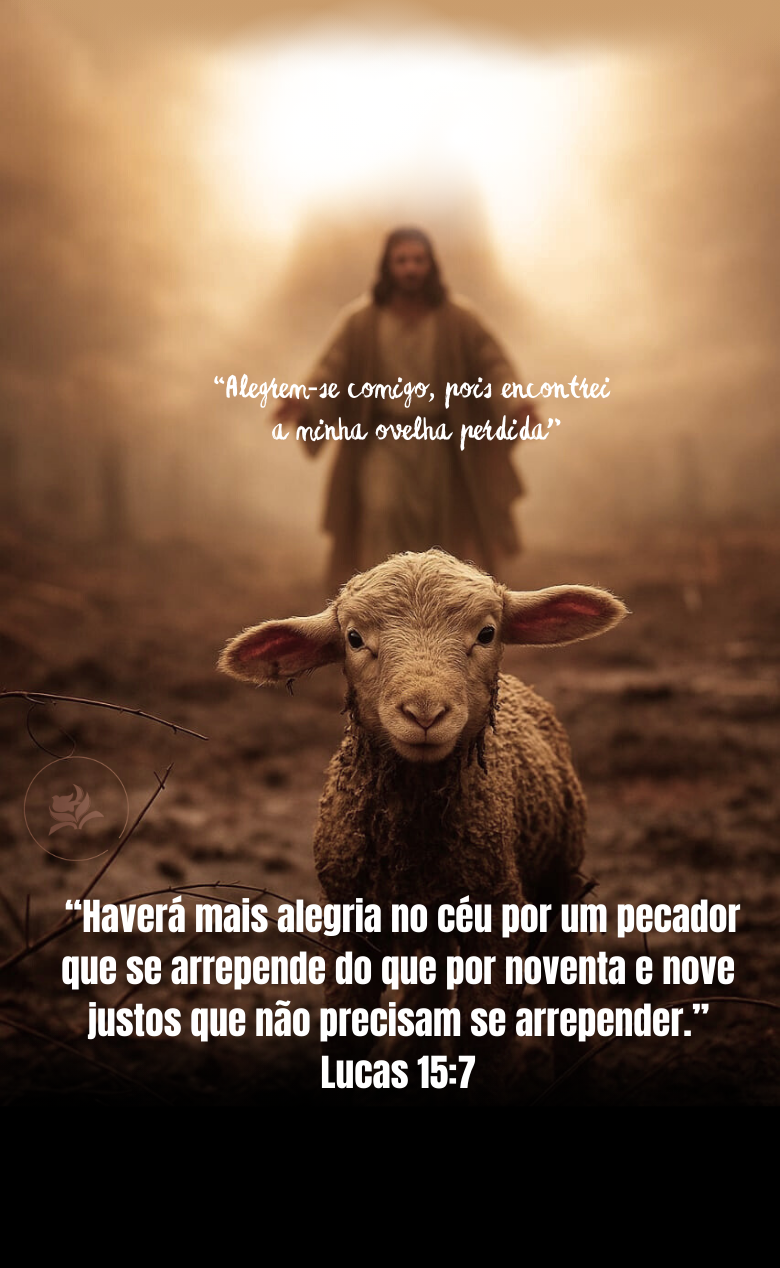 “Alegrem-se comigo, pois encontrei
a minha ovelha perdida”
“Haverá mais alegria no céu por um pecador
que se arrepende do que por noventa e nove
justos que não precisam se arrepender.”
Lucas 15:7